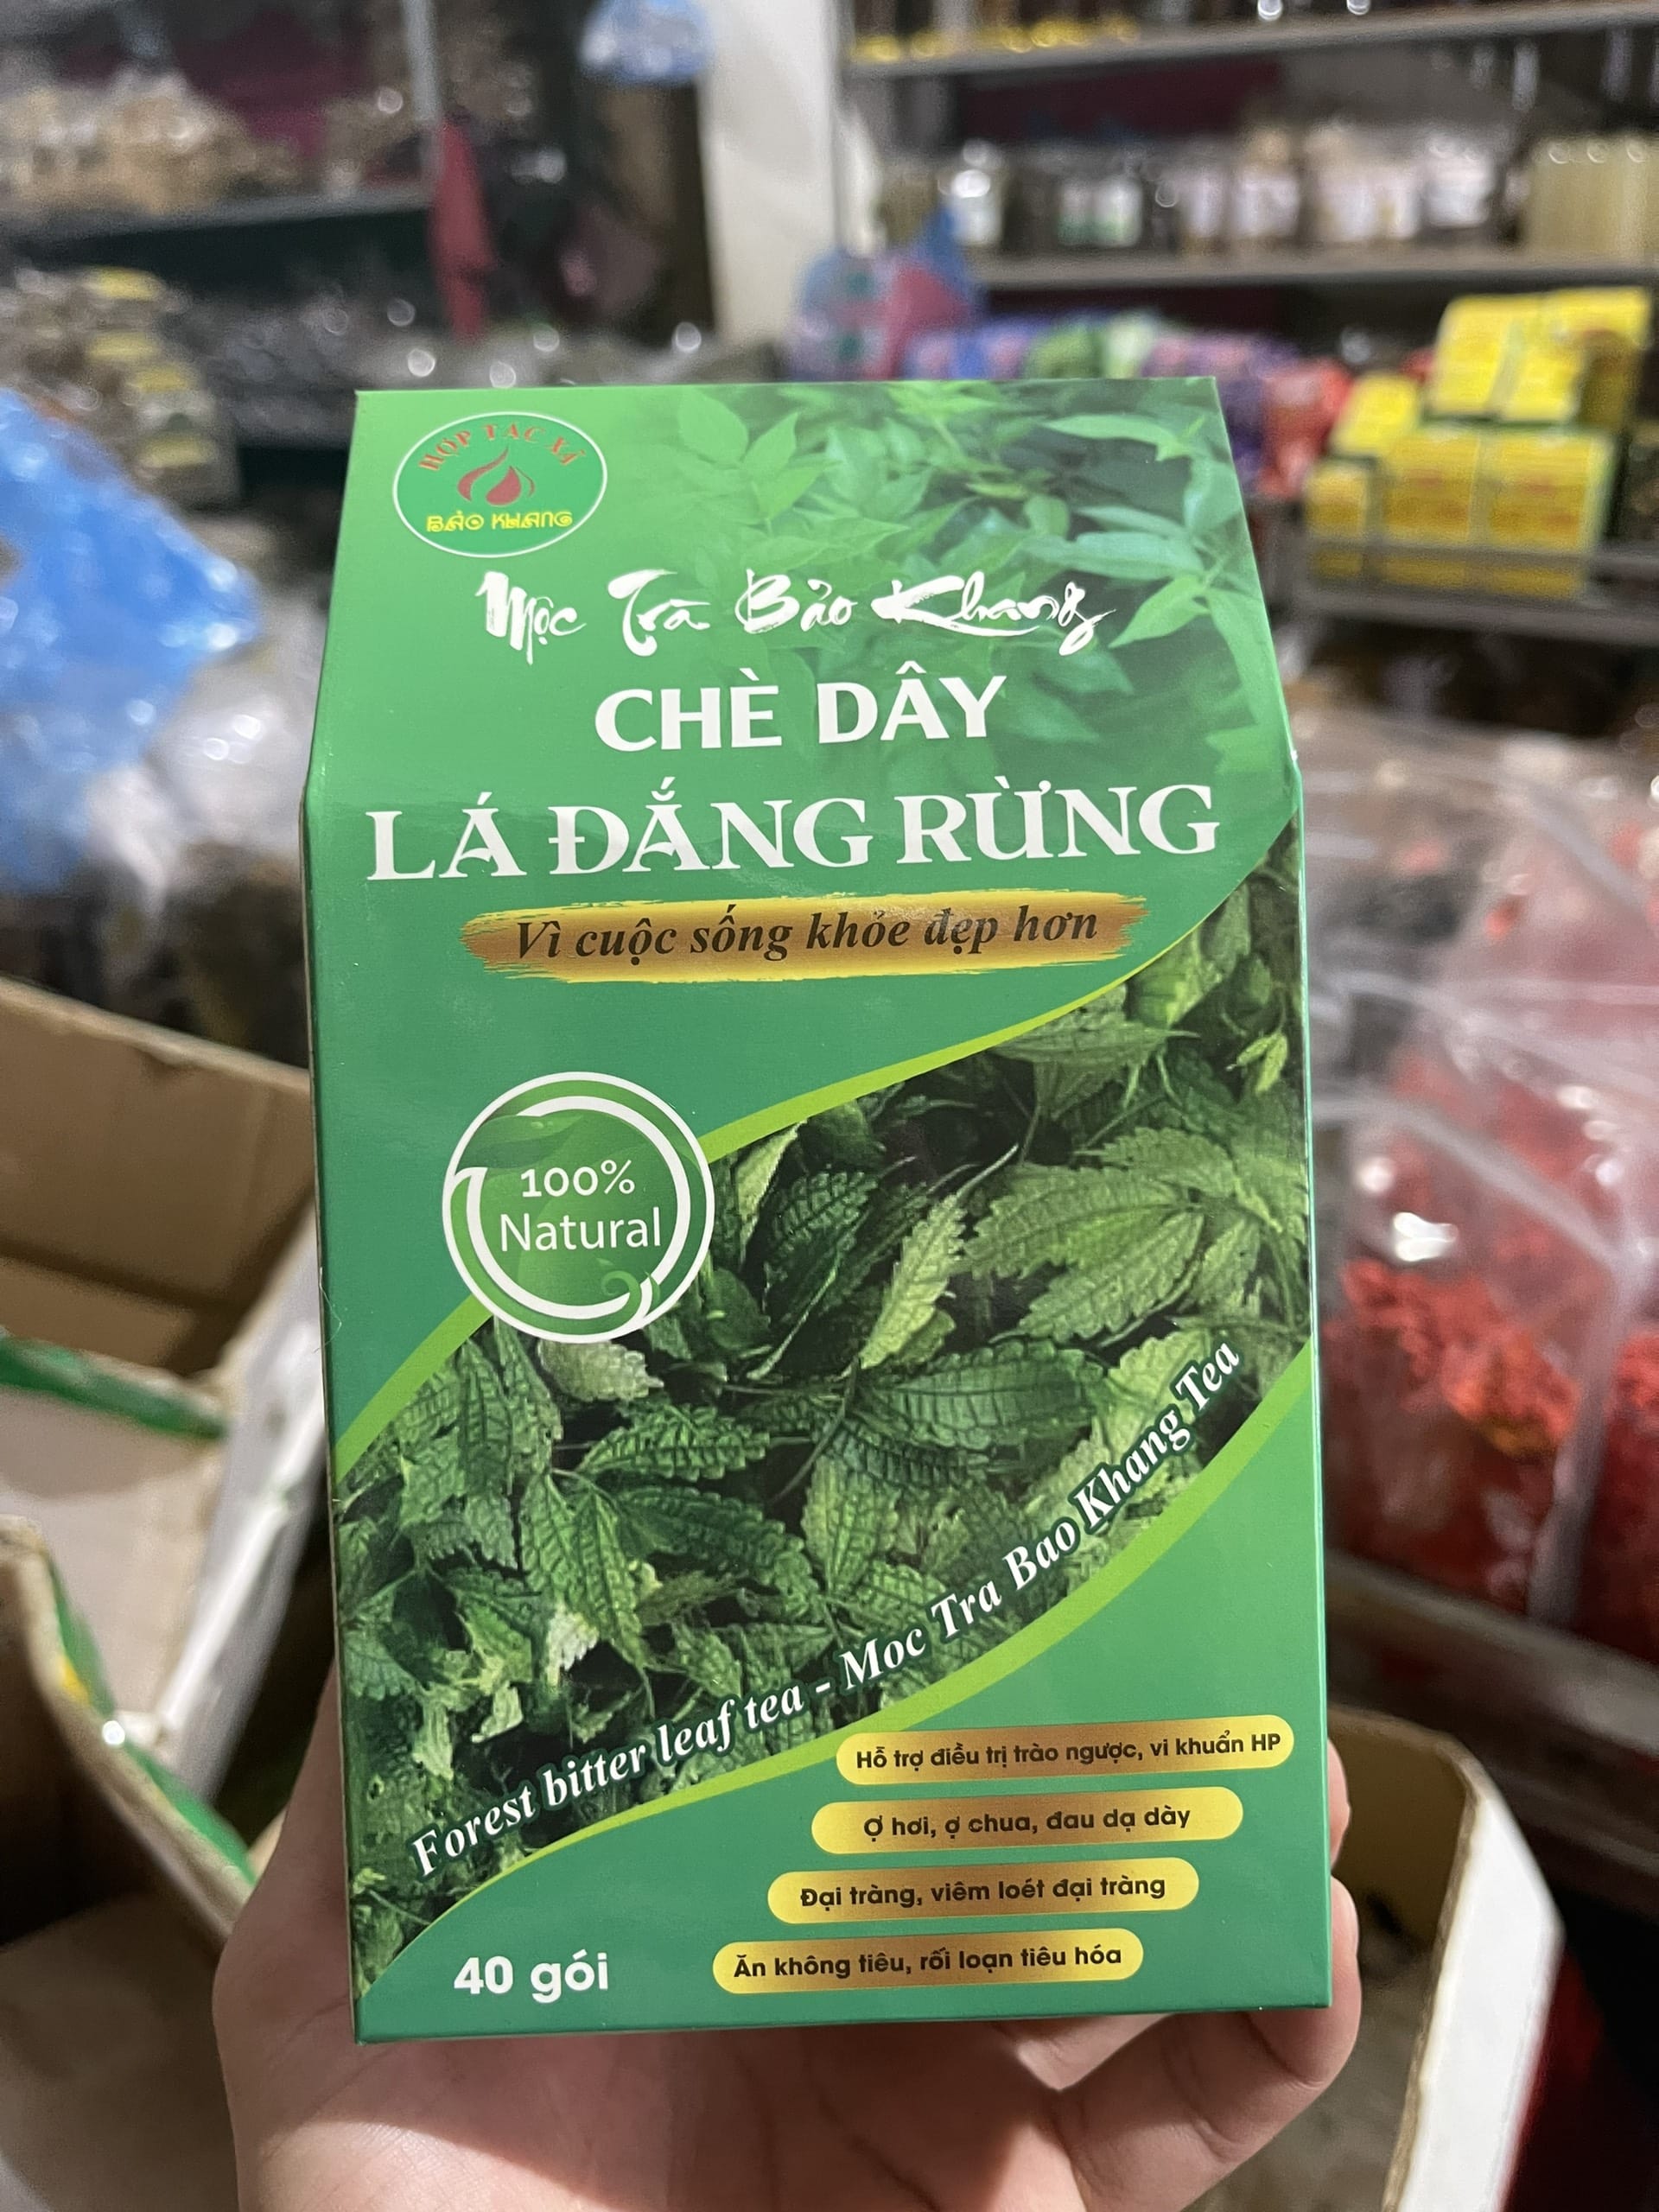 HỢP TÁC XÃ
BẢO KHANG
Mộc Trà Bảo Khang
CHÈ DÂY
LÁ ĐẮNG RỪNG
Vì cuộc sống khỏe đẹp hơn
100%
Natural
Forest bitter leaf tea - Moc Tra Bao Khang Tea
Hỗ trợ điều trị trào ngược, vi khuẩn HP
Ợ hơi, ợ chua, đau dạ dày
Đại tràng, viêm loét đại tràng
Ăn không tiêu, rối loạn tiêu hóa
40 gói